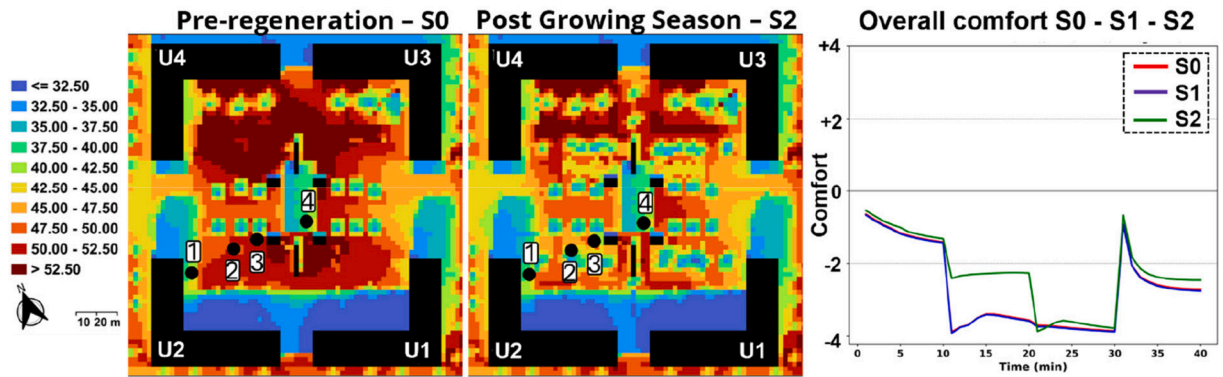 Pre-regeneration – S0
Post Growing Season – S2
Overall comfort S0 - S1 - S2
<= 32.50
32.50 - 35.00
35.00 - 37.50
37.50 - 40.00
40.00 - 42.50
42.50 - 45.00
45.00 - 47.50
47.50 - 50.00
50.00 - 52.50
> 52.50
N
10 20 m
U4
U3
4
1
2
3
U2
U1
U4
U3
4
1
2
3
U2
U1
+4
+2
0
-2
-4
Comfort
S0
S1
S2
0 5 10 15 20 25 30 35 40
Time (min)